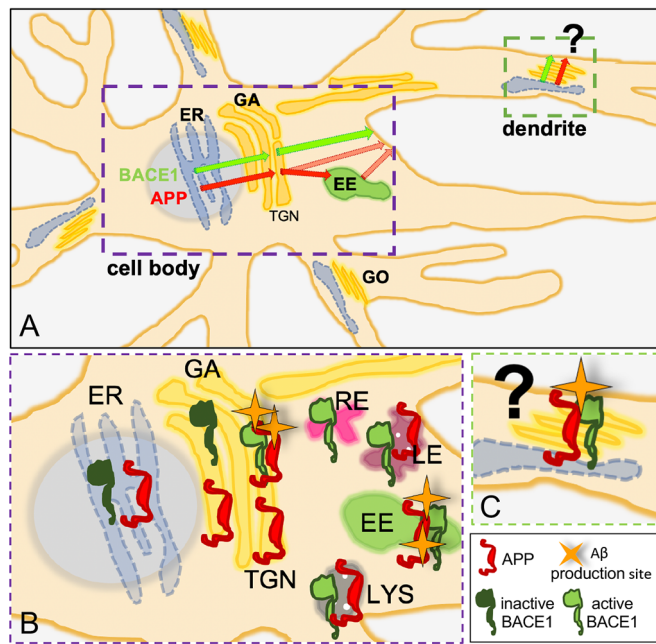 ?
dendrite
GA
ER
BACE1
APP
EE
TGN
cell body
GO
A
GA
ER
RE
LE
EE
TGN
LYS
B
?
C
APP
Aβ
production site
inactive
BACE1
active
BACE1